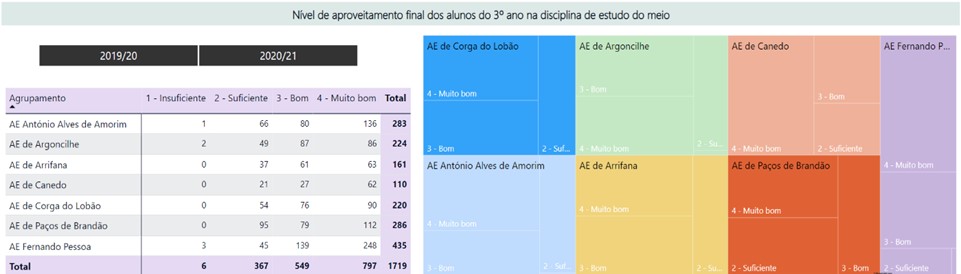 Nível de aproveitamento final dos alunos do 3º ano na disciplina de estudo do meio
2019/20 2020/21
Agrupamento 1 - Insuficiente 2 - Suficiente 3 - Bom 4 - Muito bom Total
AE António Alves de Amorim 1 66 80 136 283
AE de Argoncilhe 2 49 87 86 224
AE de Arrifana 0 37 61 63 161
AE de Canedo 0 21 27 62 110
AE de Corga do Lobão 0 54 76 90 220
AE de Paços de Brandão 0 95 79 112 286
AE Fernando Pessoa 3 45 139 248 435
Total 6 367 549 797 1719
AE de Corga do Lobão
4 - Muito bom
3 - Bom
2 - Suf...
AE de Argoncilhe
3 - Bom
4 - Muito bom
2 - Su...
AE de Canedo
4 - Muito bom
3 - Bom
2 - Suficiente
AE Fernando P...
4 - Muito bom
3 - Bom
2 - Suficiente
AE António Alves de Amorim
4 - Muito bom
3 - Bom
2 - Suf...
AE de Arrifana
4 - Muito bom
3 - Bom
2 - Su...
AE de Paços de Brandão
4 - Muito bom
2 - Suficiente
3 - Bom